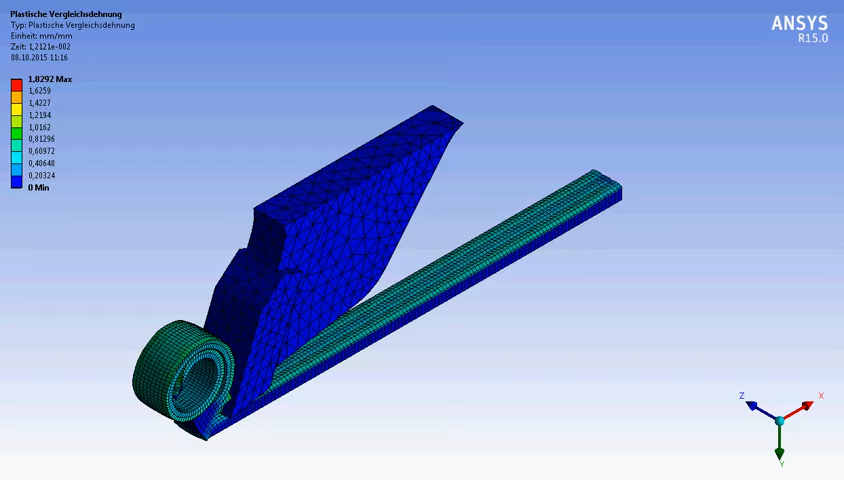 Plastische Vergleichsdehnung
Typ: Plastische Vergleichsdehnung
Einheit: mm/mm
Zeit: 1,2121e-002
08.10.2015 11:16
1,8292 Max
1,6259
1,4227
1,2194
1,0162
0,81296
0,60972
0,40648
0,20324
0 Min
ANSYS
R15.0
Z
X
Y